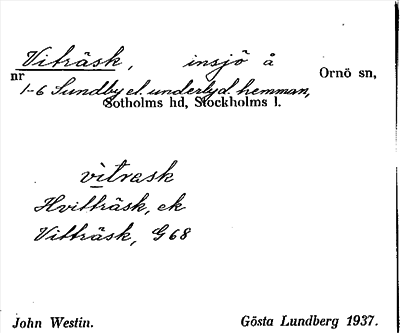 Viträsk, insjö å Ornö sn,
nr 1-6 Sundby el. underlyd. hemman,
Sotholms hd, Stockholms l.
vitrask
Hvitträsk, ek
Vitträsk, G68
John Westin. Gösta Lundberg 1937.